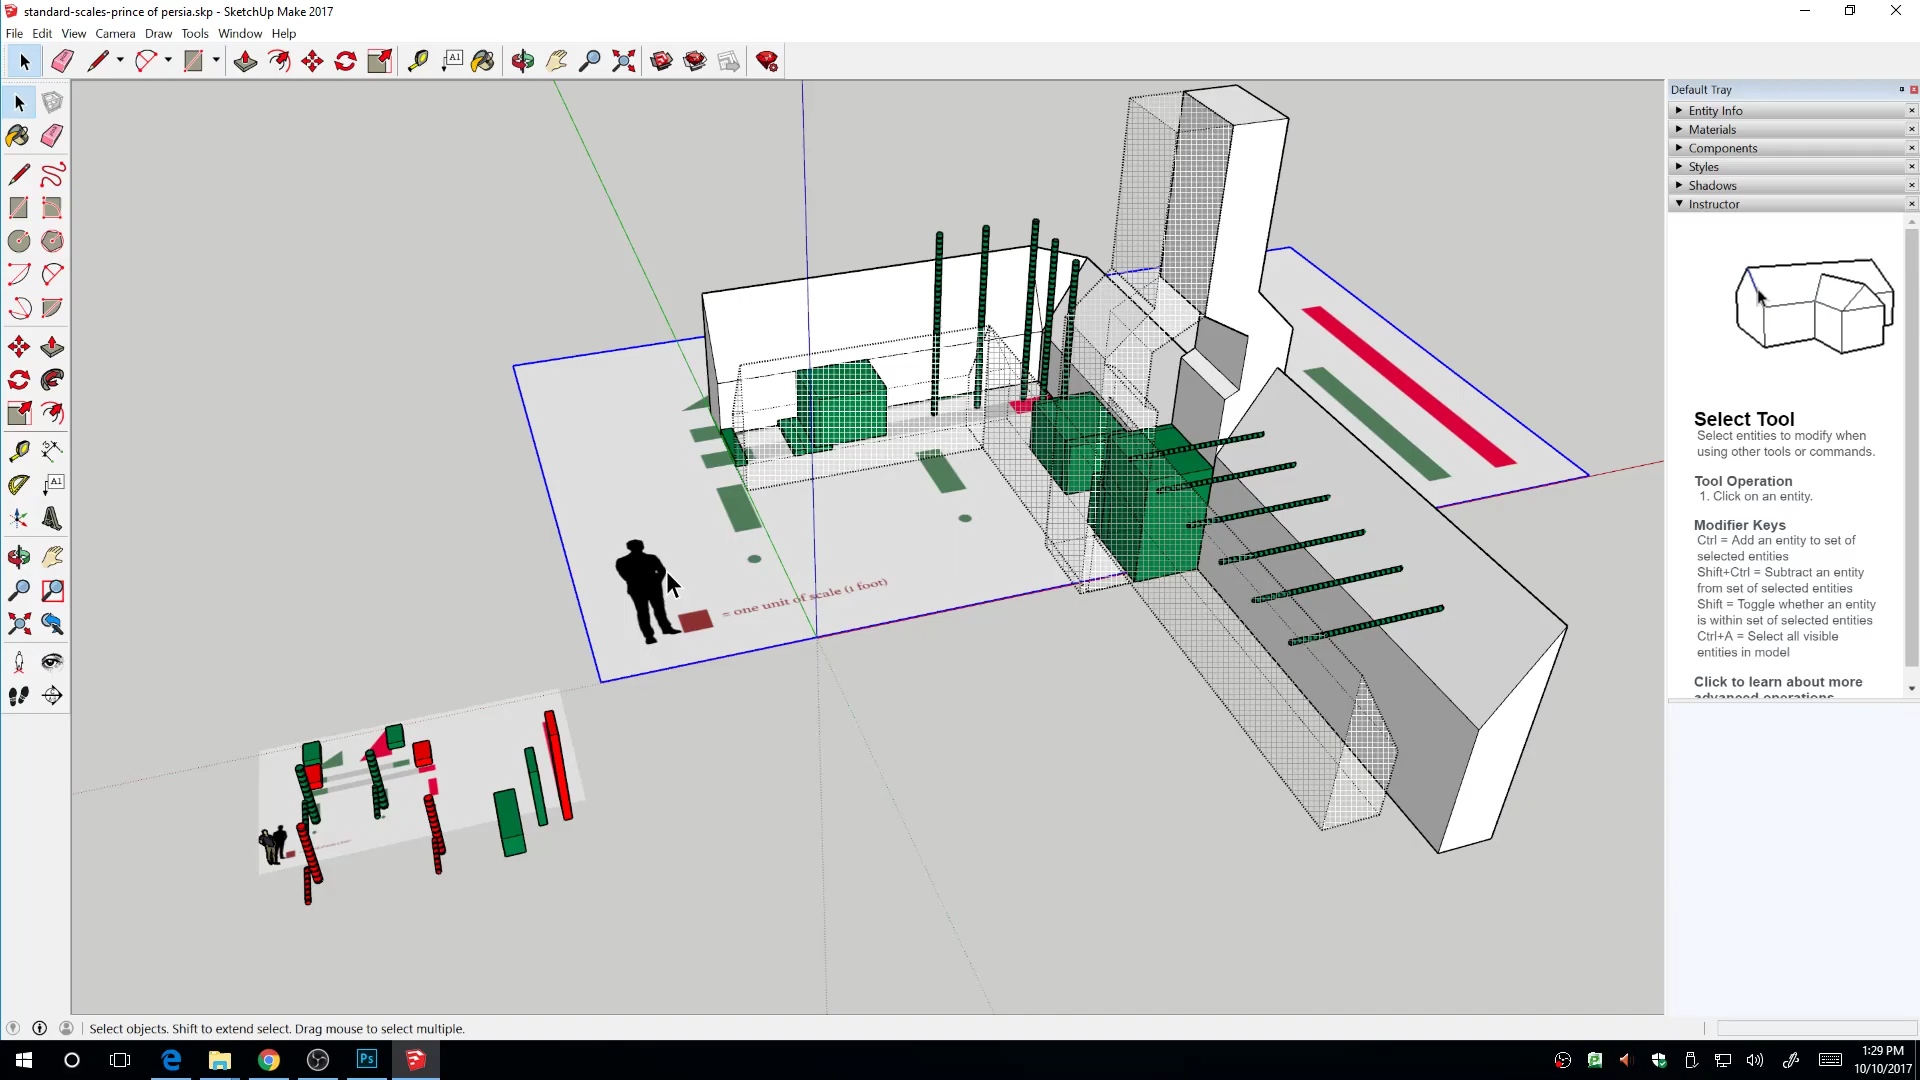 standard-scales-prince of persia.skp - SketchUp Make 2017
File Edit View Camera Draw Tools Window Help
A1
Default Tray
Entity Info
Materials
Components
Styles
Shadows
Instructor
A1
= one unit of scale (1 foot)
Select Tool
Select entities to modify when
using other tools or commands.
Tool Operation
1. Click on an entity.
Modifier Keys
Ctrl = Add an entity to set of
selected entities
Shift+Ctrl = Subtract an entity
from set of selected entities
Shift = Toggle whether an entity
is within set of selected entities
Ctrl+A = Select all visible
entities in model
Click to learn about more
advanced operations
Select objects. Shift to extend select. Drag mouse to select multiple.
Ps
1:29 PM
10/10/2017